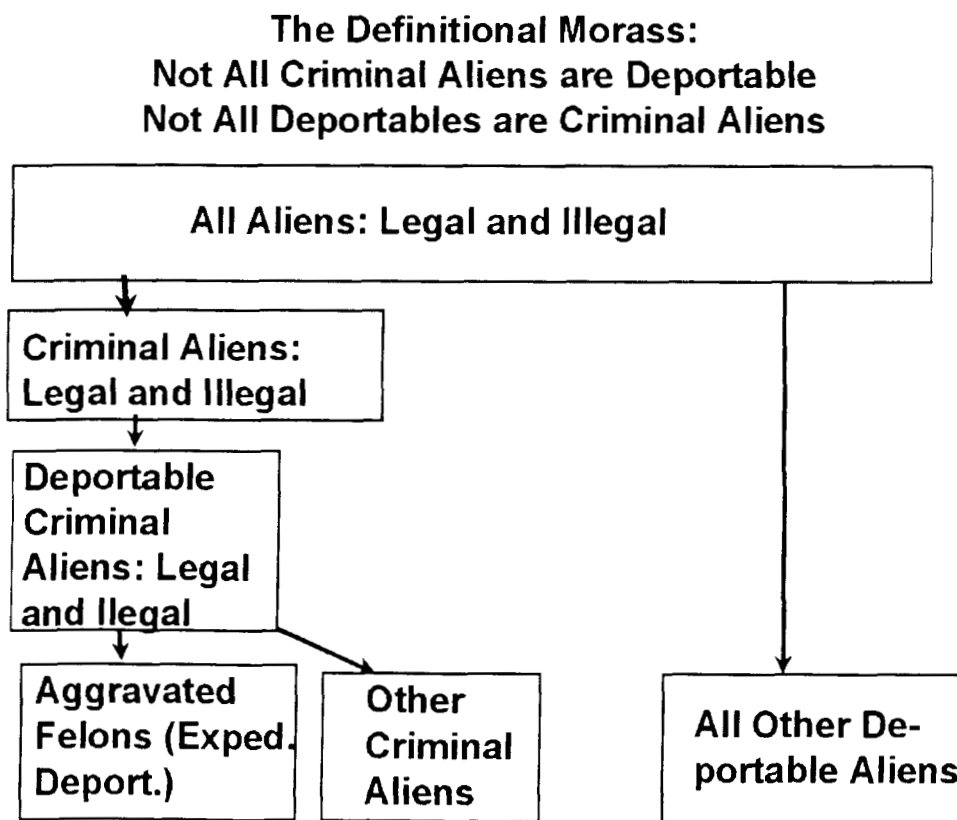 The Definitional Morass:
Not All Criminal Aliens are Deportable
Not All Deportables are Criminal Aliens
All Aliens: Legal and Illegal
Criminal Aliens:
Legal and Illegal
Deportable
Criminal
Aliens: Legal
and Ilegal
Aggravated
Felons (Exped.
Deport.)
Other
Criminal
Aliens
All Other De-
portable Aliens